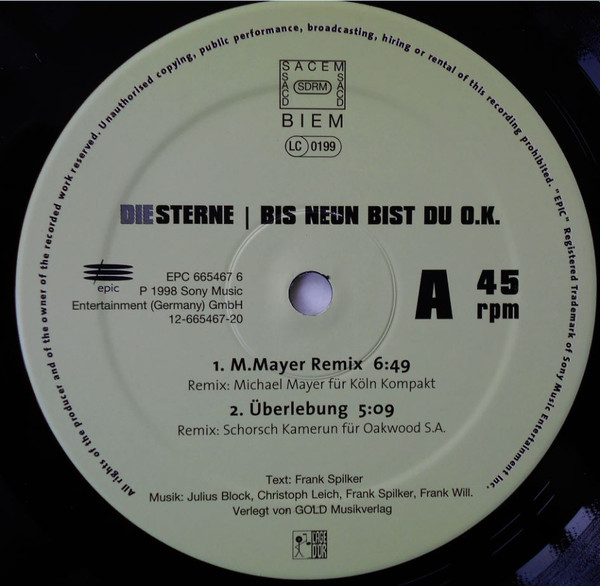 All rights of the producer and of the owner of the recorded work reserved. Unauthorised copying, public performance, broadcasting, hiring or rental of this recording prohibited. "EPIC" Registered Trademark of Sony Music Entertainment Inc.
SACEM
SACD
SDRM
SACD
BIEM
LC 0199
DIESTERNE | BIS NEUN BIST DU O.K.
epic
EPC 665467 6
P 1998 Sony Music
Entertainment (Germany) GmbH
12-665467-20
A
45
rpm
1. M.Mayer Remix 6:49
Remix: Michael Mayer für Köln Kompakt
2. Überlebung 5:09
Remix: Schorsch Kamerun für Oakwood S.A.
Text: Frank Spilker
Musik: Julius Block, Christoph Leich, Frank Spilker, Frank Will.
Verlegt von GOLD Musikverlag
L'AGE
D'OR